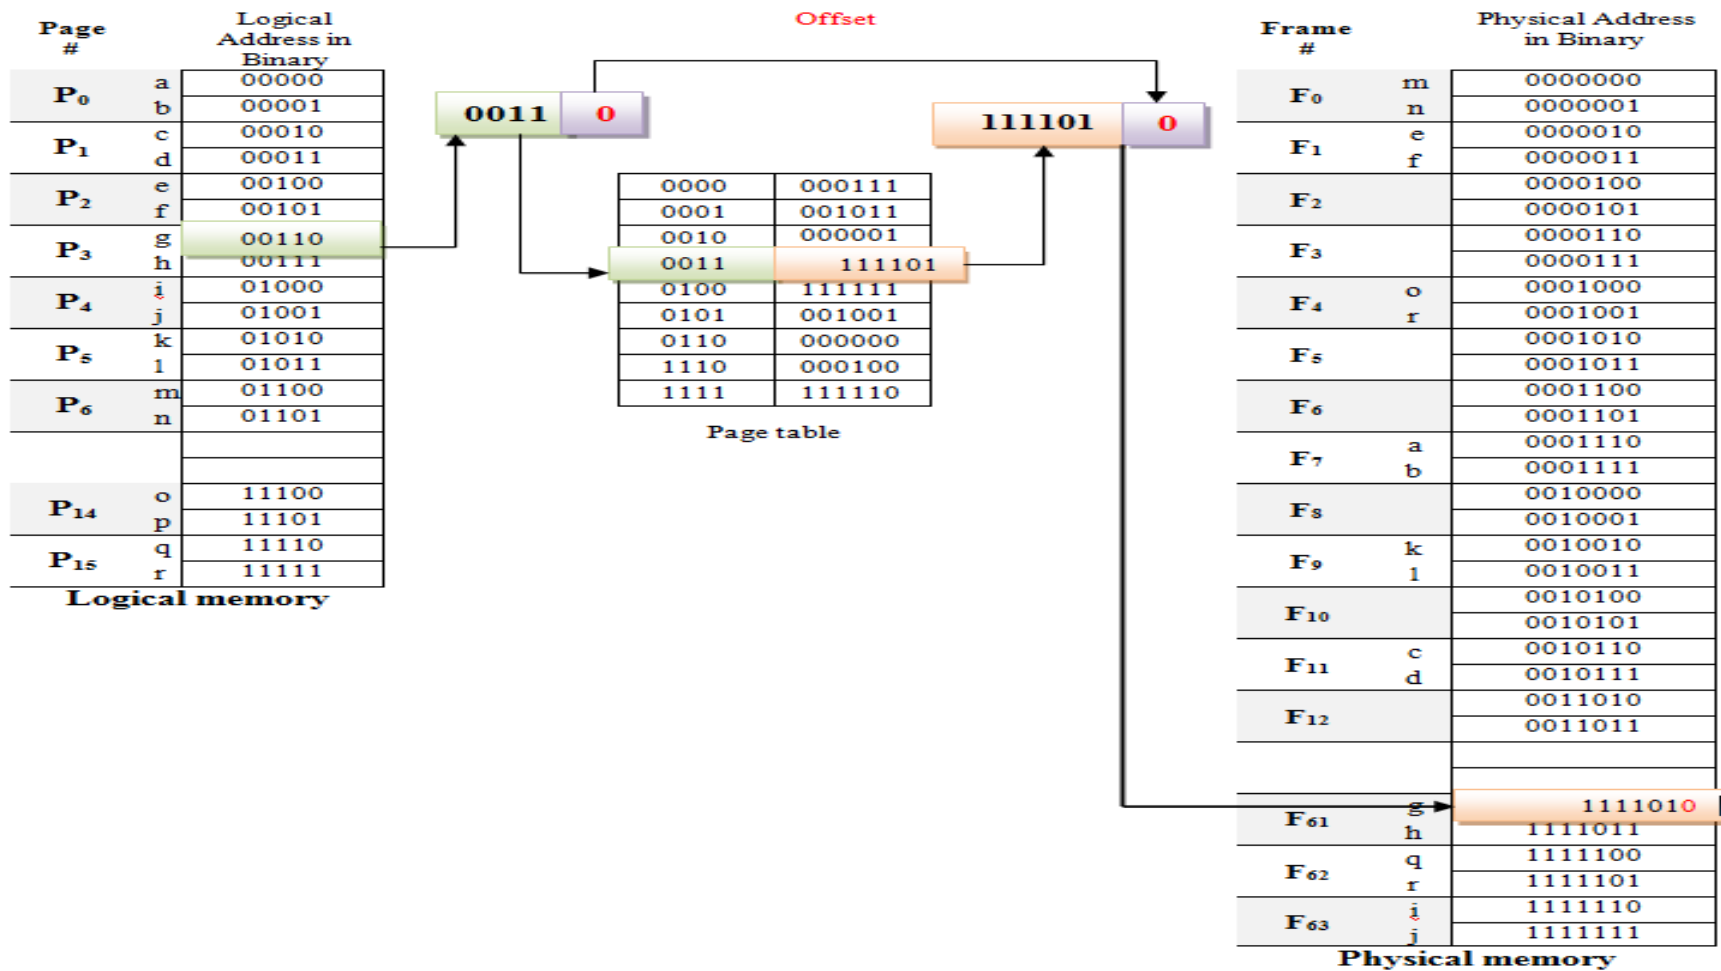 Page
#
Logical
Address in
Binary
P0 a 00000
b 00001
P1 c 00010
d 00011
P2 e 00100
f 00101
P3 g 00110
h 00111
P4 i 01000
j 01001
P5 k 01010
l 01011
P6 m 01100
n 01101
P14 o 11100
p 11101
P15 q 11110
r 11111
Logical memory
Offset
0011 0
111101 0
0000 000111
0001 001011
0010 000001
0011 111101
0100 111111
0101 001001
0110 000000
1110 000100
1111 111110
Page table
Frame
#
Physical Address
in Binary
F0 m 0000000
n 0000001
F1 e 0000010
f 0000011
F2 0000100
0000101
F3 0000110
0000111
F4 o 0001000
r 0001001
F5 0001010
0001011
F6 0001100
0001101
F7 a 0001110
b 0001111
F8 0010000
0010001
F9 k 0010010
l 0010011
F10 0010100
0010101
F11 c 0010110
d 0010111
F12 0011010
0011011
F61 g 1111010
h 1111011
F62 q 1111100
r 1111101
F63 i 1111110
j 1111111
Physical memory